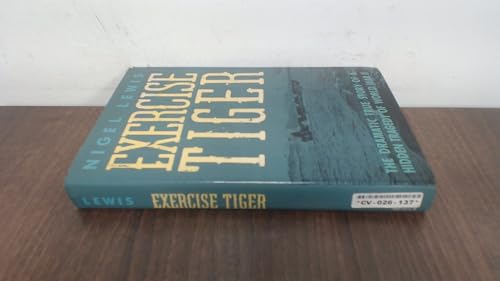 NIGEL LEWIS
EXERCISE
TIGER
THE DRAMATIC TRUE STORY OF A
HIDDEN TRAGEDY OF WORLD WAR II
LEWIS EXERCISE TIGER
*CV-026-137*